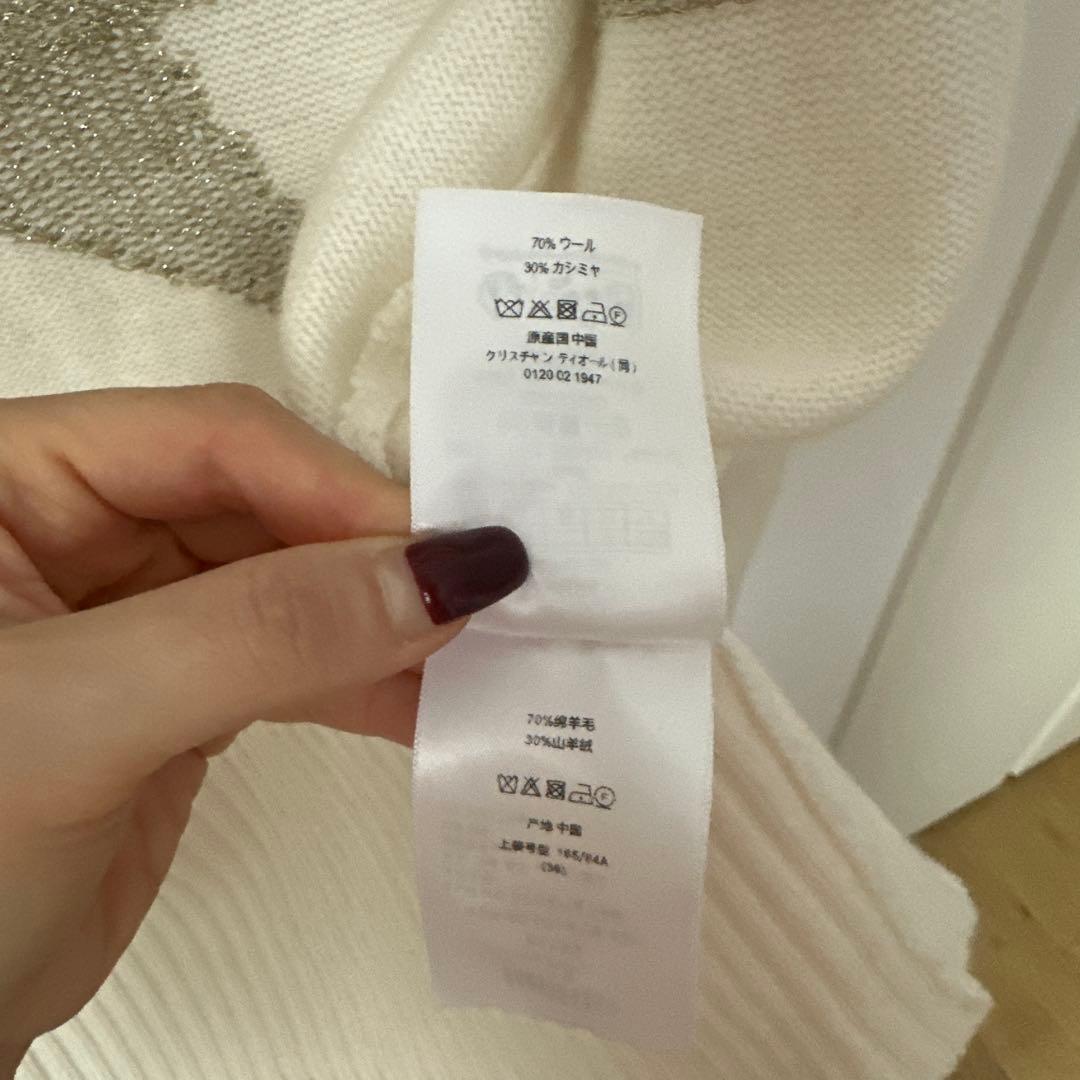 70% ウール
30% カシミヤ
F
原産国 中国
クリスチャン ディオール(同)
0120 02 1947
70%绵羊毛
30%山羊绒
F
产地 中国
上装号型 165/84A
(36)